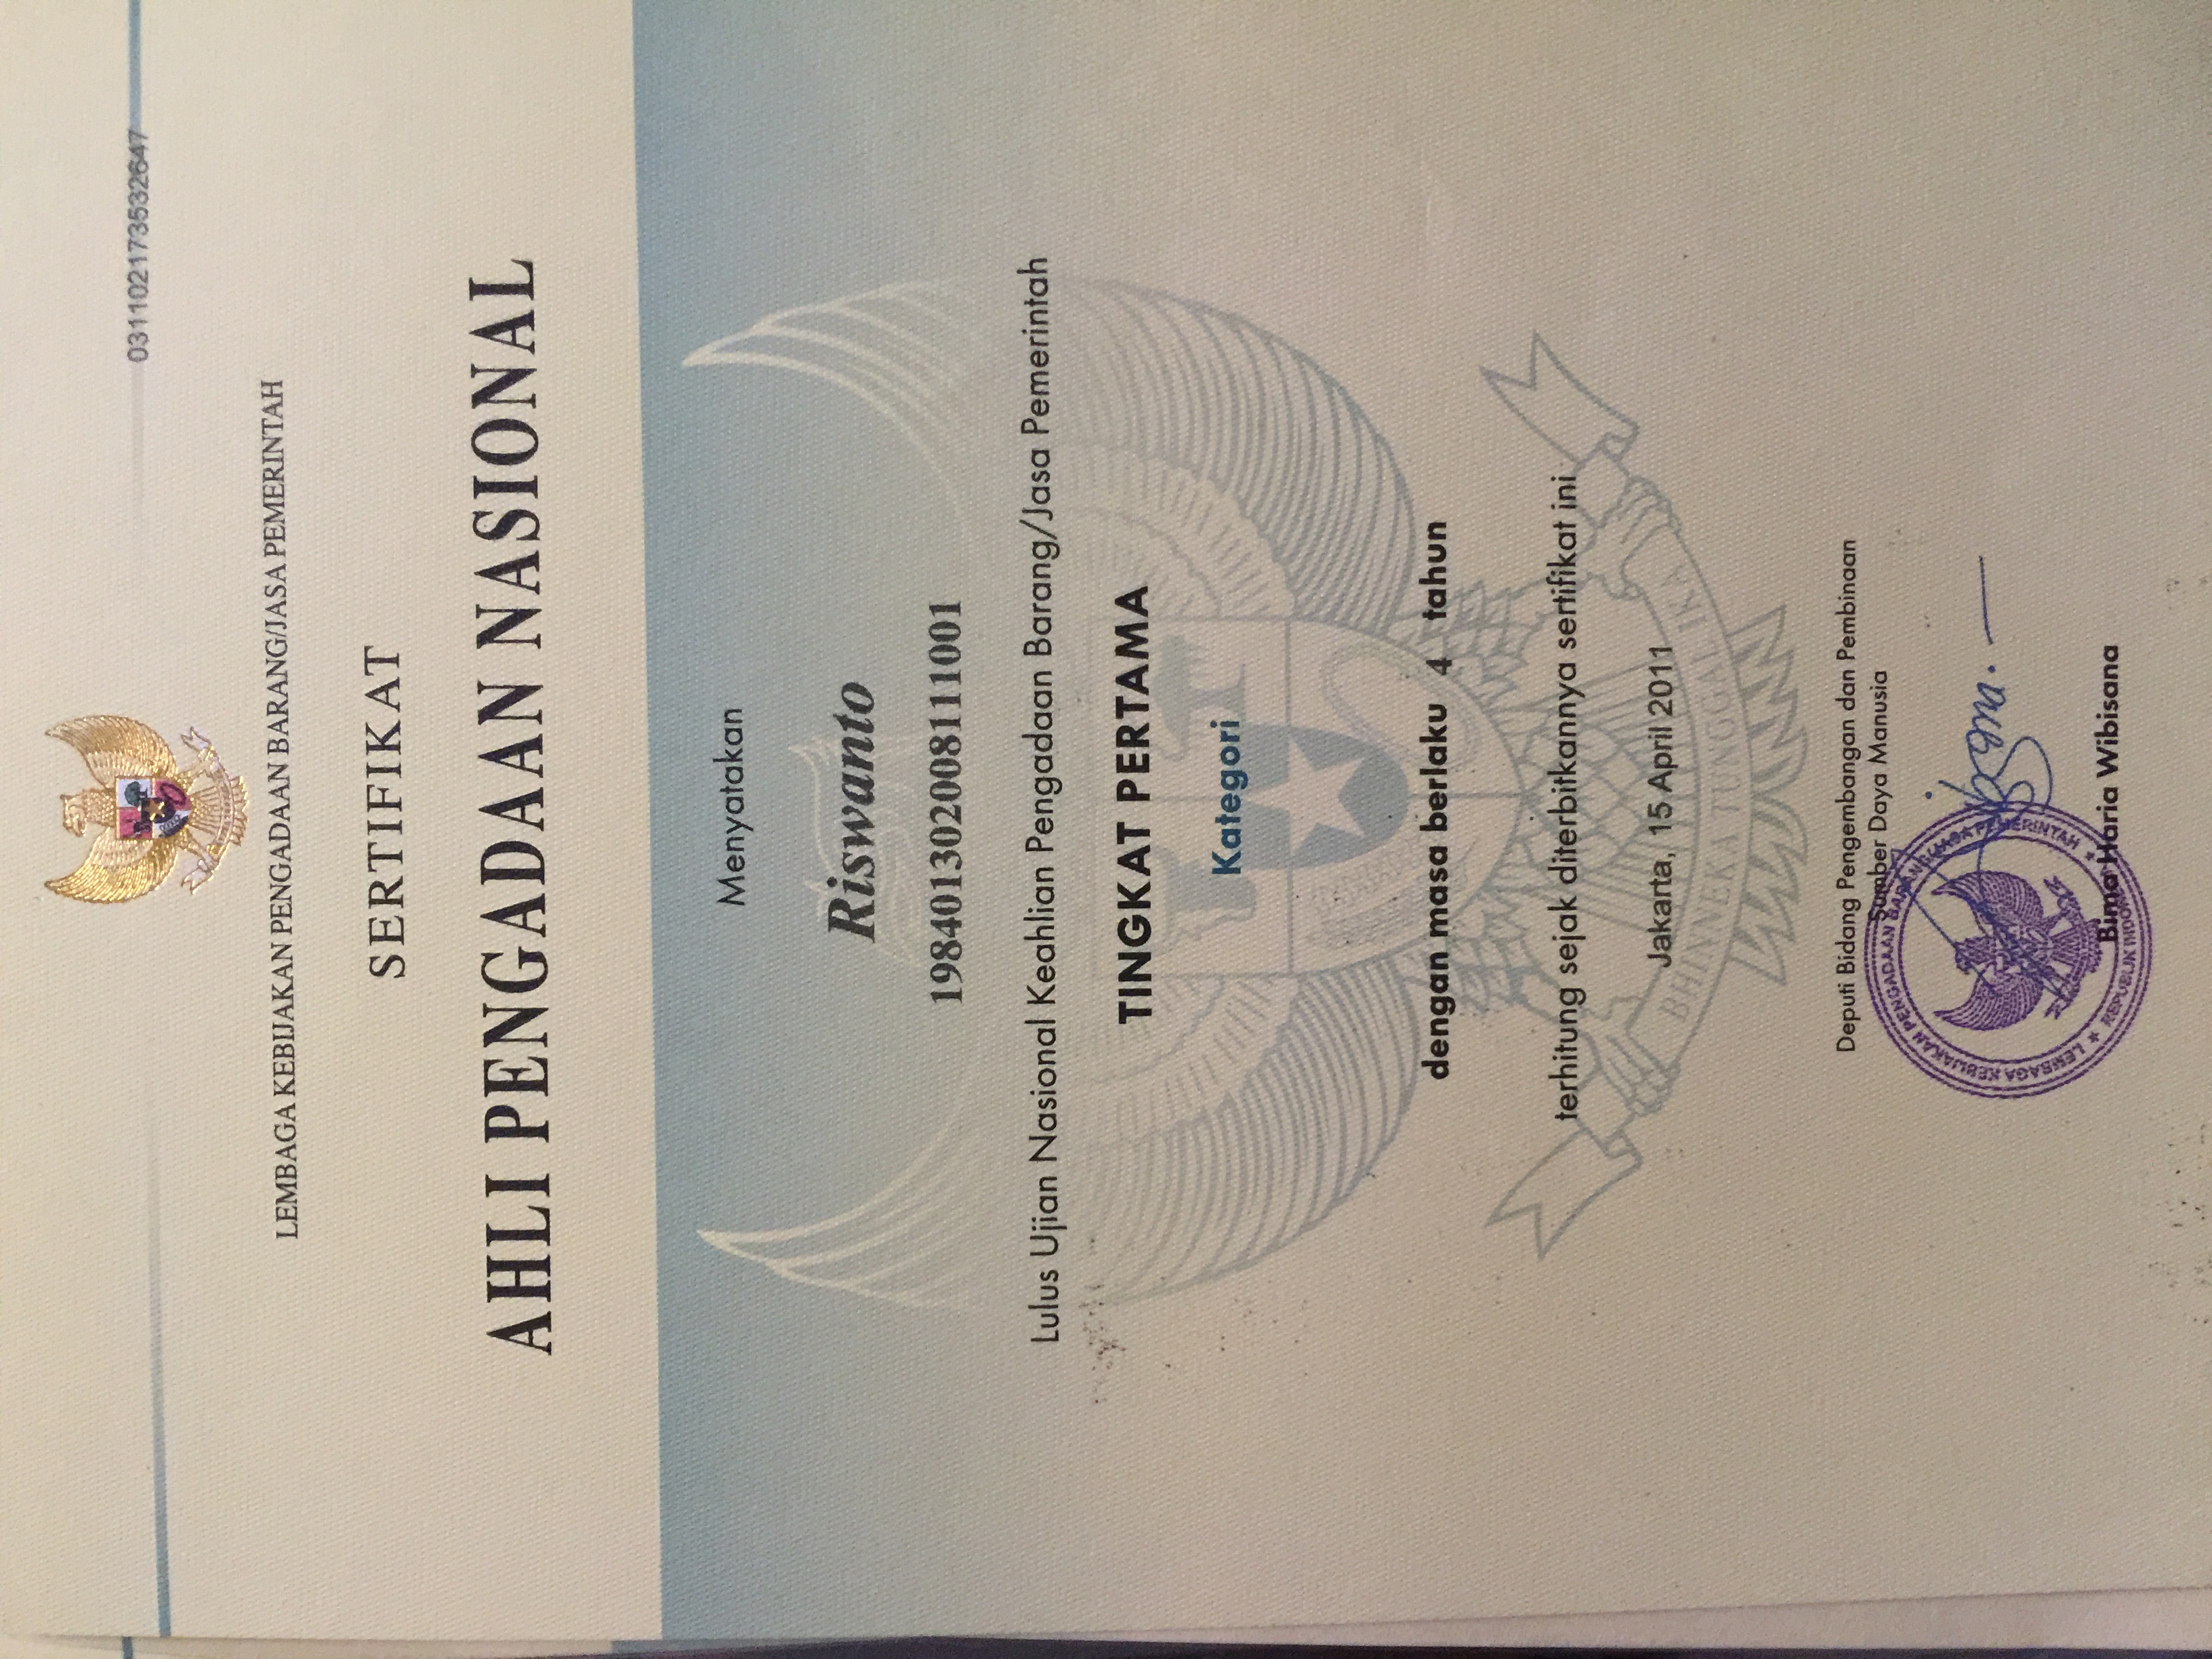 031102173532647
LEMBAGA KEBIJAKAN PENGADAAN BARANG/JASA PEMERINTAH
SERTIFIKAT
AHLI PENGADAAN NASIONAL
Menyatakan
Riswanto
198401302008111001
Lulus Ujian Nasional Keahlian Pengadaan Barang/Jasa Pemerintah
TINGKAT PERTAMA
Kategori
dengan masa berlaku 4 tahun
terhitung sejak diterbitkannya sertifikat ini
Jakarta, 15 April 2011
BHINNEKA TUNGGAL IKA
Deputi Bidang Pengembangan dan Pembinaan
Sumber Daya Manusia
LEMBAGA KEBIJAKAN PENGADAAN BARANG/JASA PEMERINTAH
REPUBLIK INDONESIA
Bima Haria Wibisana